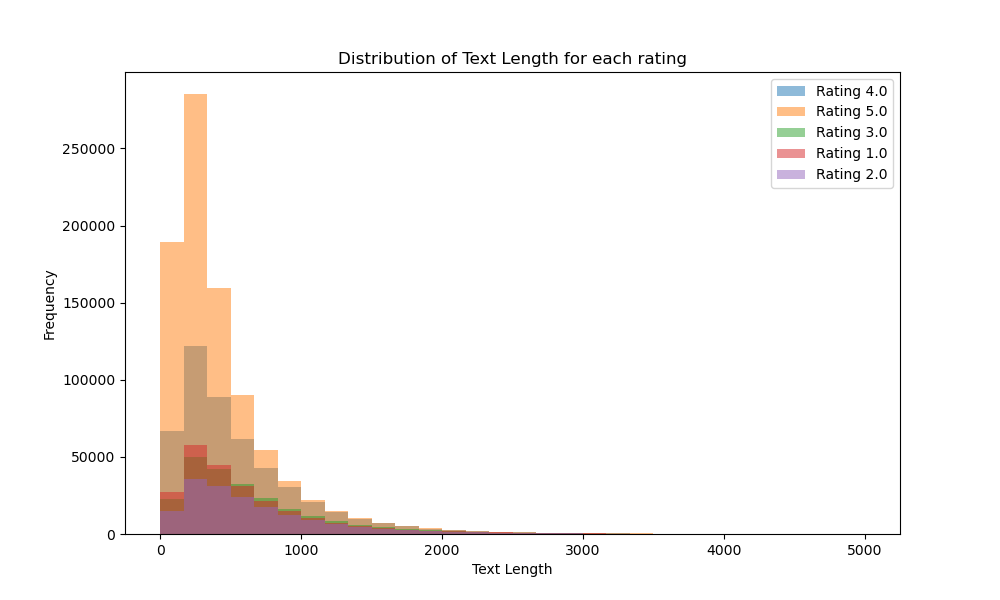 Distribution of Text Length for each rating
Rating 4.0
Rating 5.0
Rating 3.0
Rating 1.0
Rating 2.0
Frequency
250000
200000
150000
100000
50000
0
0 1000 2000 3000 4000 5000
Text Length